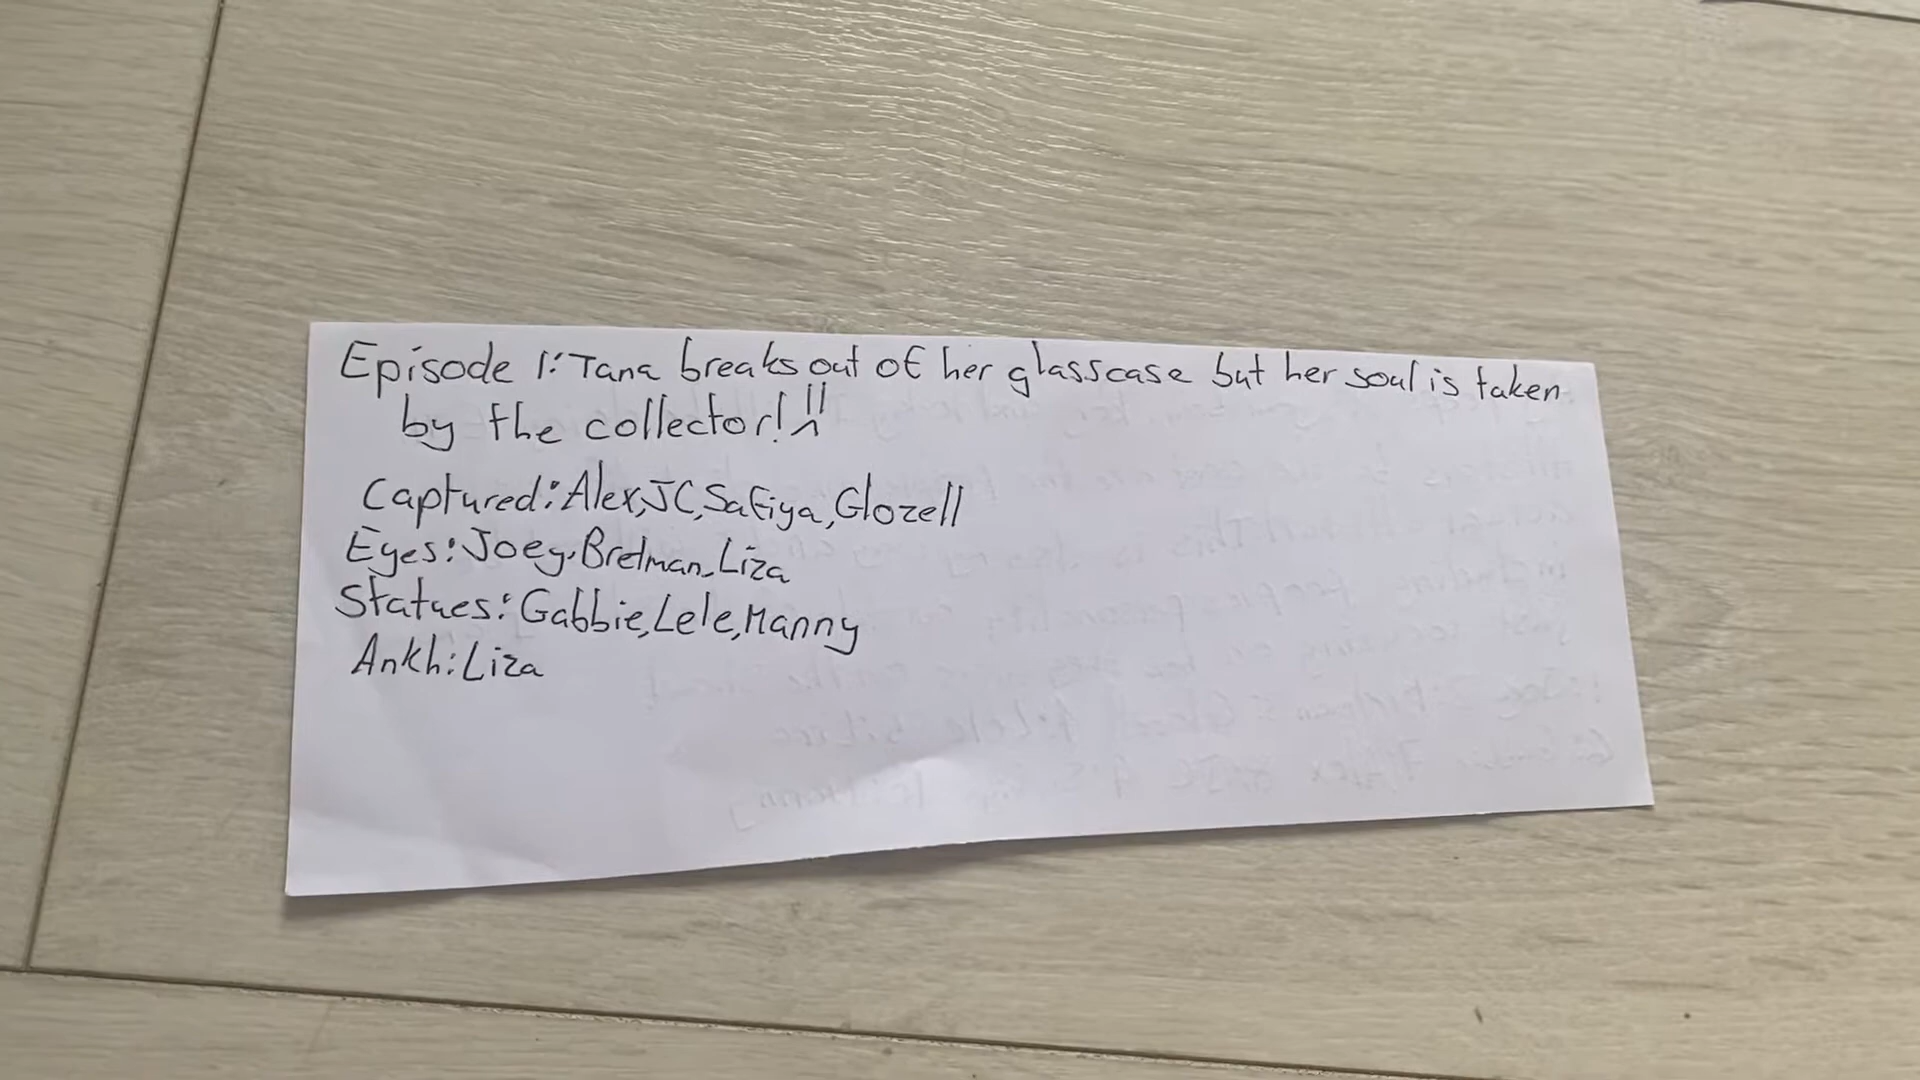 Episode 1: Tana breaks out of her glasscase but her soul is taken
by the collector!!!
Captured: Alex, JC, Safiya, Glozell
Eyes: Joey, Bretman, Liza
Statues: Gabbie, Lele, Manny
Ankh: Liza